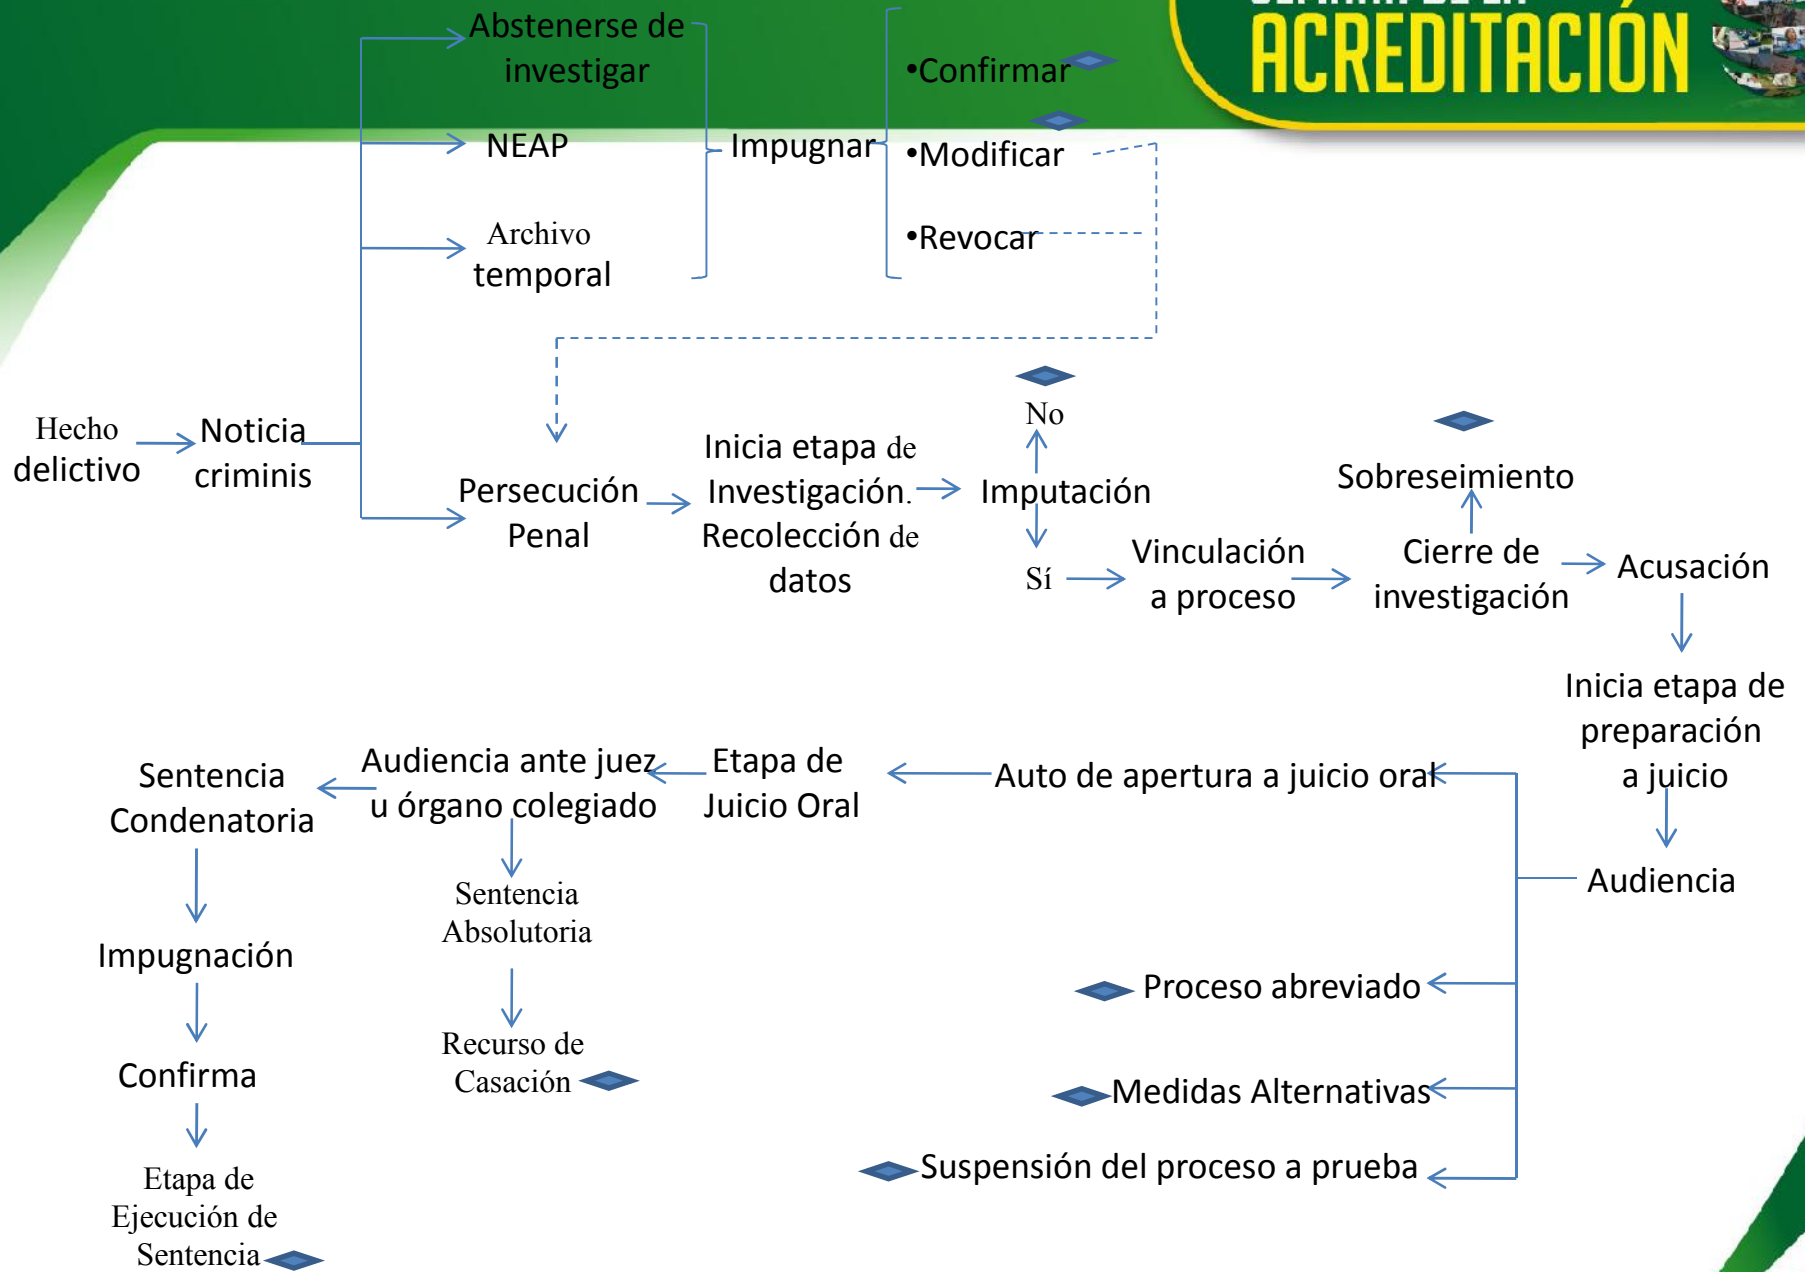 ACREDITACIÓN
Abstenerse de
investigar
NEAP
Archivo
temporal
Impugnar
•Confirmar
•Modificar
•Revocar
Hecho
delictivo
Noticia
criminis
Persecución
Penal
Inicia etapa de
Investigación.
Recolección de
datos
No
Imputación
Sí
Vinculación
a proceso
Sobreseimiento
Cierre de
investigación
Acusación
Inicia etapa de
preparación
a juicio
Audiencia
Auto de apertura a juicio oral
Proceso abreviado
Medidas Alternativas
Suspensión del proceso a prueba
Etapa de
Juicio Oral
Audiencia ante juez
u órgano colegiado
Sentencia
Absolutoria
Recurso de
Casación
Sentencia
Condenatoria
Impugnación
Confirma
Etapa de
Ejecución de
Sentencia